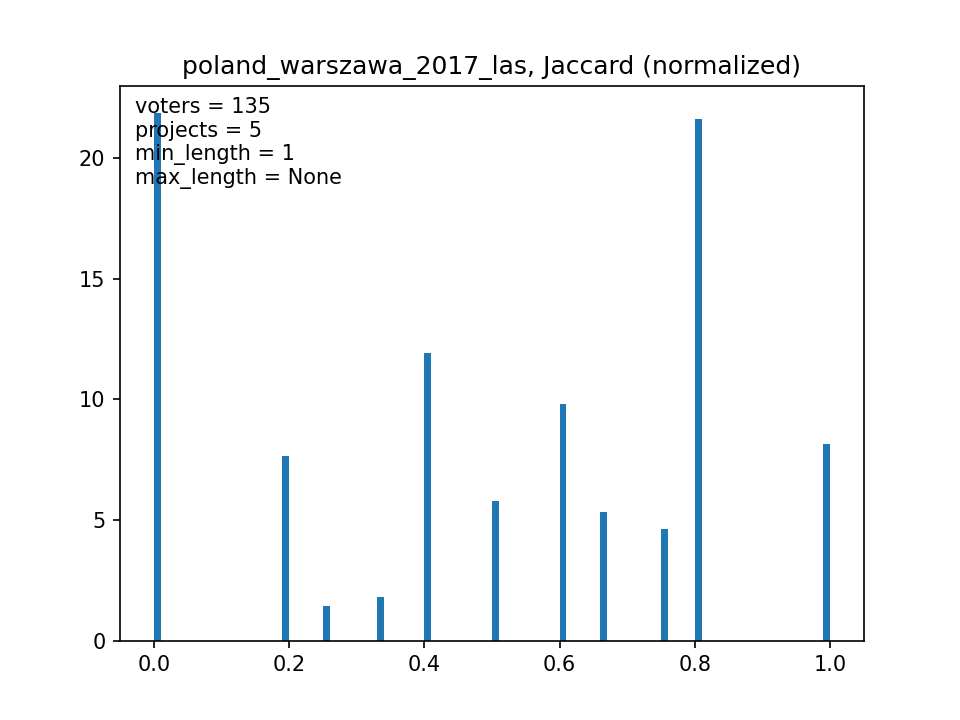 poland_warszawa_2017_las, Jaccard (normalized)
voters = 135
projects = 5
min_length = 1
max_length = None
20
15
10
5
0
0.0 0.2 0.4 0.6 0.8 1.0